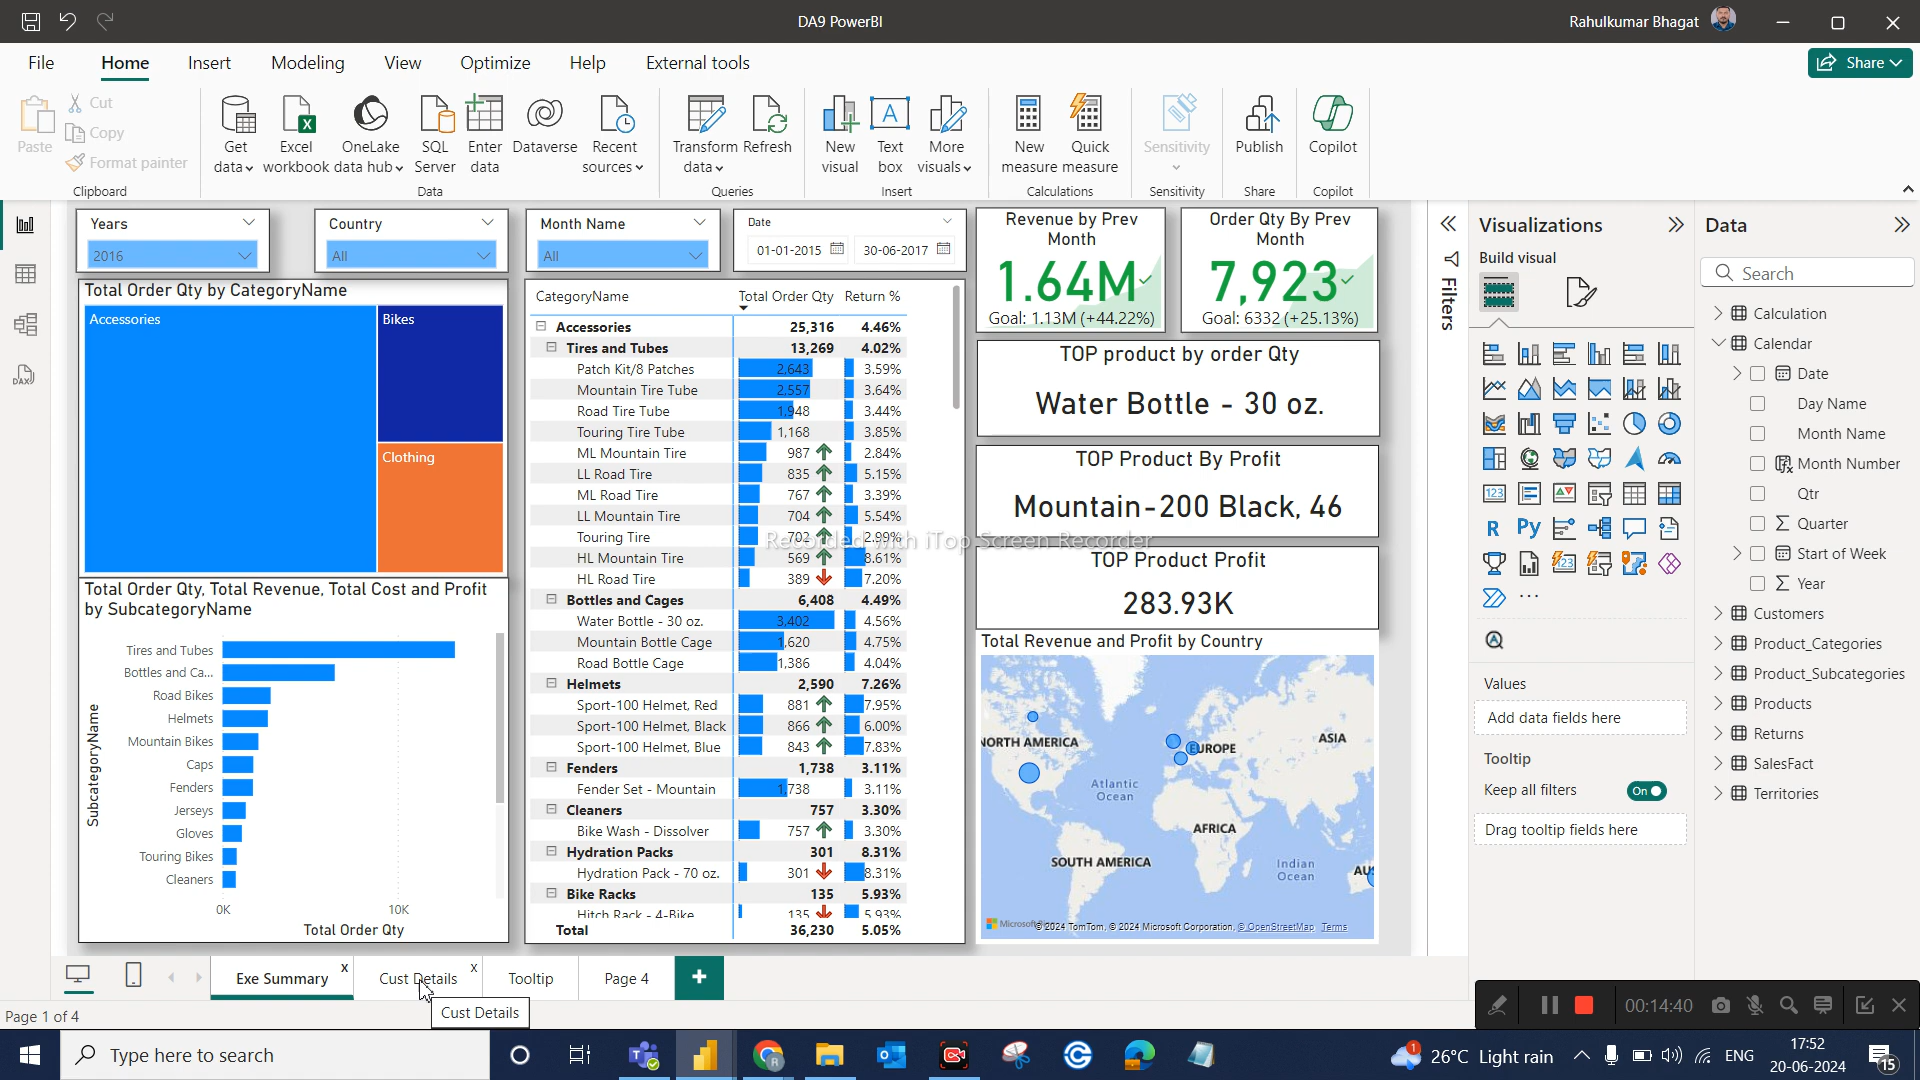 DA9 PowerBI
Rahulkumar Bhagat
File
Home
Insert
Modeling
View
Optimize
Help
External tools
Share
Paste
Cut
Copy
Format painter
Clipboard
Get data
Excel workbook
OneLake data hub
SQL Server
Enter data
Dataverse
Recent sources
Data
Transform data
Refresh
Queries
New visual
Text box
More visuals
Insert
New measure
Quick measure
Calculations
Sensitivity
Sensitivity
Publish
Share
Copilot
Copilot
Years
2016
Country
All
Month Name
All
Date
01-01-2015
30-06-2017
Revenue by Prev Month
1.64M
Goal: 1.13M (+44.22%)
Order Qty By Prev Month
7,923
Goal: 6332 (+25.13%)
Total Order Qty by CategoryName
Accessories
Bikes
Clothing
Total Order Qty, Total Revenue, Total Cost and Profit
by SubcategoryName
SubcategoryName
Tires and Tubes
Bottles and Ca...
Road Bikes
Helmets
Mountain Bikes
Caps
Fenders
Jerseys
Gloves
Touring Bikes
Cleaners
0K
10K
Total Order Qty
CategoryName Total Order Qty Return %
Accessories 25,316 4.46%
Tires and Tubes 13,269 4.02%
Patch Kit/8 Patches 2,643 3.59%
Mountain Tire Tube 2,557 3.64%
Road Tire Tube 1,948 3.44%
Touring Tire Tube 1,168 3.85%
ML Mountain Tire 987 2.84%
LL Road Tire 835 5.15%
ML Road Tire 767 3.39%
LL Mountain Tire 704 5.54%
Touring Tire 702 2.99%
HL Mountain Tire 569 8.61%
HL Road Tire 389 7.20%
Bottles and Cages 6,408 4.49%
Water Bottle - 30 oz. 3,402 4.56%
Mountain Bottle Cage 1,620 4.75%
Road Bottle Cage 1,386 4.04%
Helmets 2,590 7.26%
Sport-100 Helmet, Red 881 7.95%
Sport-100 Helmet, Black 866 6.00%
Sport-100 Helmet, Blue 843 7.83%
Fenders 1,738 3.11%
Fender Set - Mountain 1,738 3.11%
Cleaners 757 3.30%
Bike Wash - Dissolver 757 3.30%
Hydration Packs 301 8.31%
Hydration Pack - 70 oz. 301 8.31%
Bike Racks 135 5.93%
Hitch Rack - 4-Bike 135 5.93%
Total 36,230 5.05%
TOP product by order Qty
Water Bottle - 30 oz.
TOP Product By Profit
Mountain-200 Black, 46
Recorded with iTop Screen Recorder
TOP Product Profit
283.93K
Total Revenue and Profit by Country
NORTH AMERICA
EUROPE
ASIA
Atlantic Ocean
AFRICA
SOUTH AMERICA
Indian Ocean
AUS
Microsoft
© 2024 TomTom, © 2024 Microsoft Corporation, © OpenStreetMap Terms
Filters
Visualizations
Build visual
Values
Add data fields here
Tooltip
Keep all filters
On
Drag tooltip fields here
Data
Search
Calculation
Calendar
Date
Day Name
Month Name
Month Number
Qtr
Quarter
Start of Week
Year
Customers
Product_Categories
Product_Subcategories
Products
Returns
SalesFact
Territories
Exe Summary
Cust Details
Tooltip
Page 4
Cust Details
Page 1 of 4
00:14:40
Type here to search
26°C Light rain
ENG
17:52
20-06-2024
15